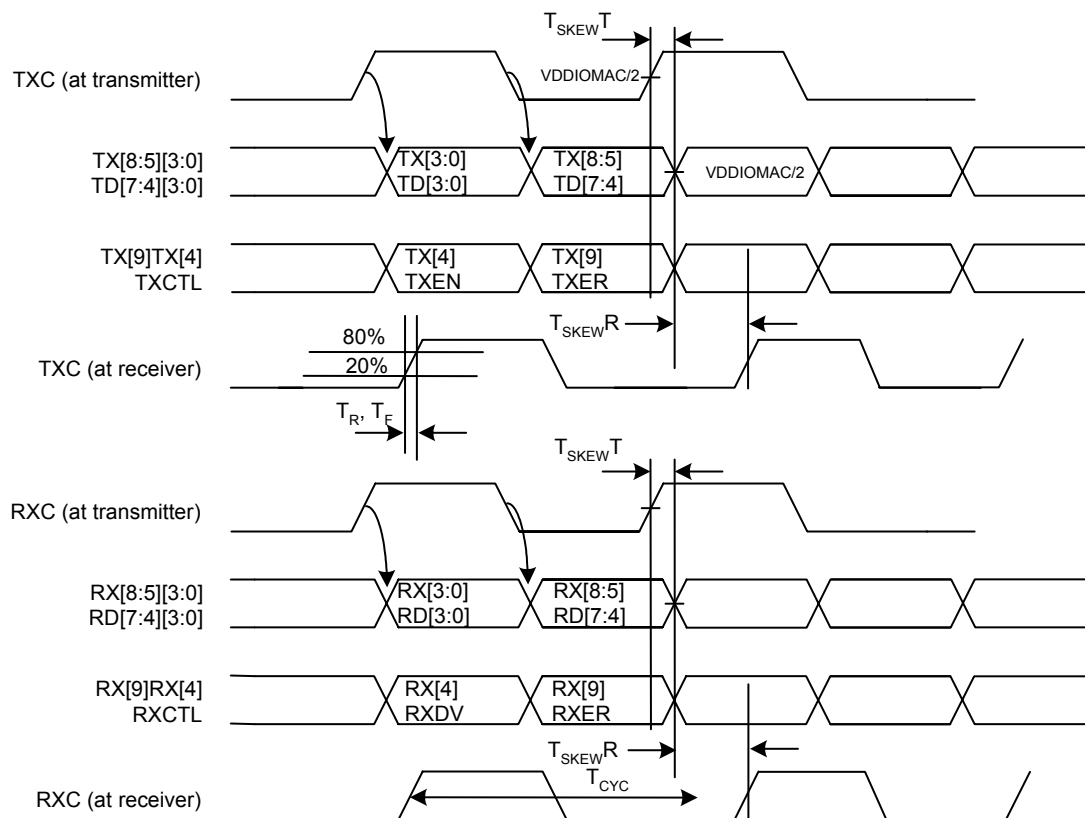 T_SKEW T
TXC (at transmitter)
VDDIOMAC/2
TX[8:5][3:0]
TD[7:4][3:0]
TX[3:0]
TD[3:0]
TX[8:5]
TD[7:4]
VDDIOMAC/2
TX[9]TX[4]
TXCTL
TX[4]
TXEN
TX[9]
TXER
T_SKEW R
80%
TXC (at receiver)
20%
T_R, T_F
T_SKEW T
RXC (at transmitter)
RX[8:5][3:0]
RD[7:4][3:0]
RX[3:0]
RD[3:0]
RX[8:5]
RD[7:4]
RX[9]RX[4]
RXCTL
RX[4]
RXDV
RX[9]
RXER
T_SKEW R
T_CYC
RXC (at receiver)